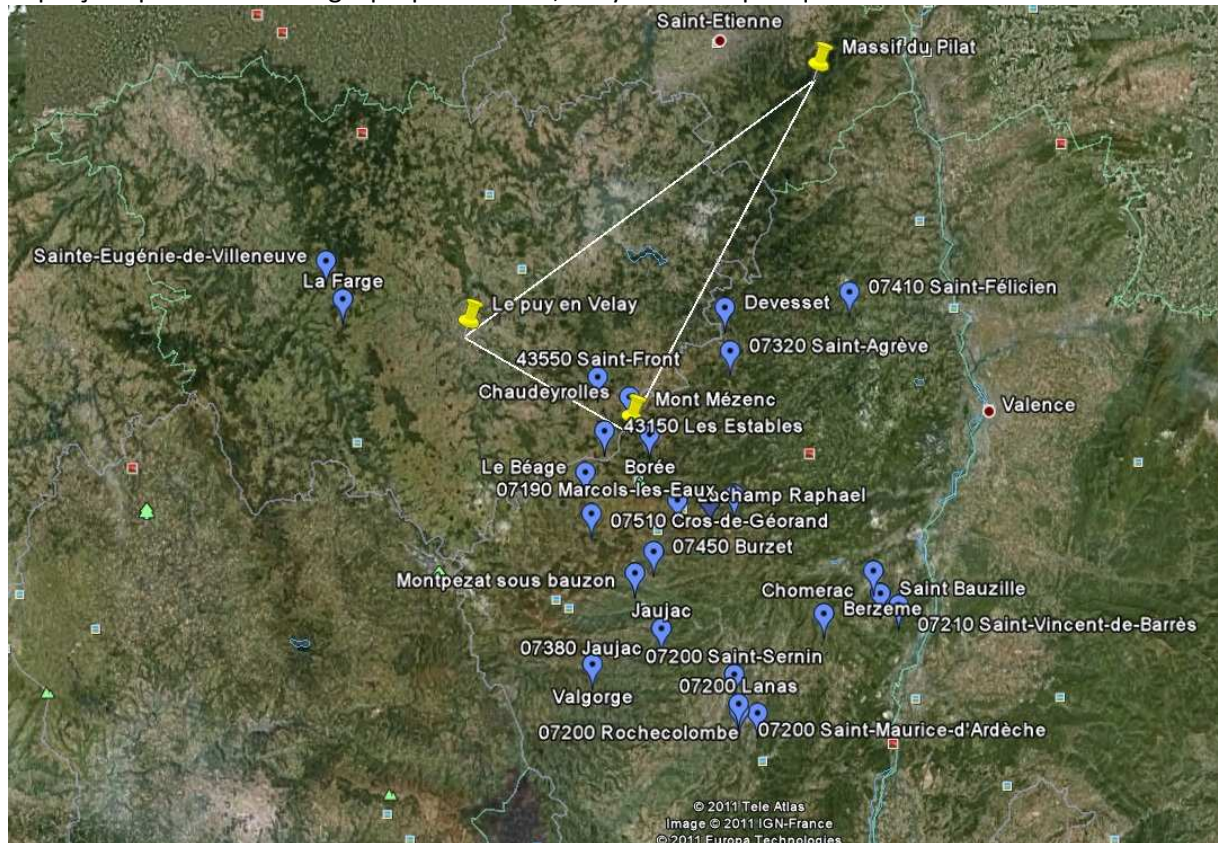 Saint-Etienne
Massif du Pilat
Sainte-Eugénie-de-Villeneuve
La Farge
07410 Saint-Félicien
Le puy en Velay
Devesset
07320 Saint-Agrève
43550 Saint-Front
Chaudeyrolles
Mont Mézenc
Valence
43150 Les Estables
Le Béage
Borée
07190 Marcols-les-Eaux
champ Raphael
07510 Cros-de-Géorand
07450 Burzet
Montpezat sous bauzon
Chomerac
Saint Bauzille
Jaujac
Berzeme
07210 Saint-Vincent-de-Barrès
07380 Jaujac
07200 Saint-Sernin
07200 Lanas
Valgorge
07200 Rochecolombe
07200 Saint-Maurice-d'Ardèche
© 2011 Tele Atlas
Image © 2011 IGN-France
© 2011 Europa Technologies